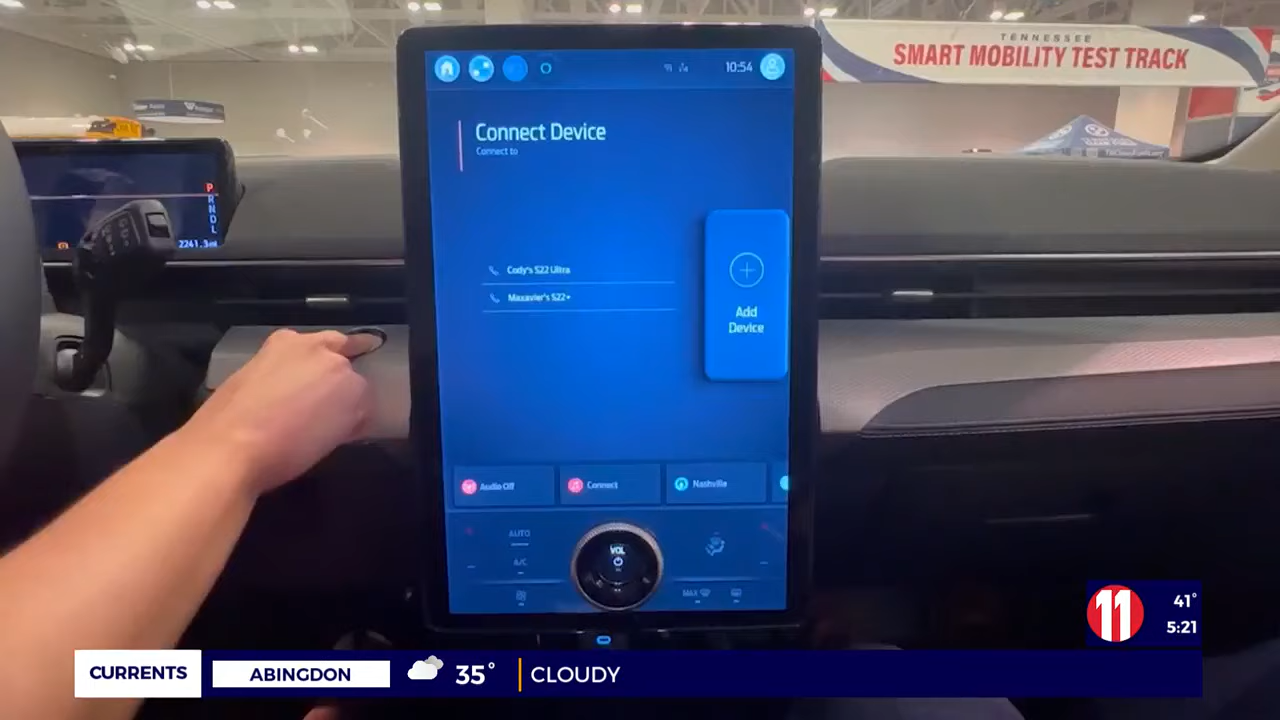 TENNESSEE
SMART MOBILITY TEST TRACK
10:54
Connect Device
Connect to
P
R
N
D
L
2241.3 mi
Cody's S22 Ultra
Maxavier's S22+
Add
Device
Audio Off
Connect
Nashville
AUTO
A/C
VOL
MAX
11
41°
5:21
CURRENTS
ABINGDON
35°
CLOUDY